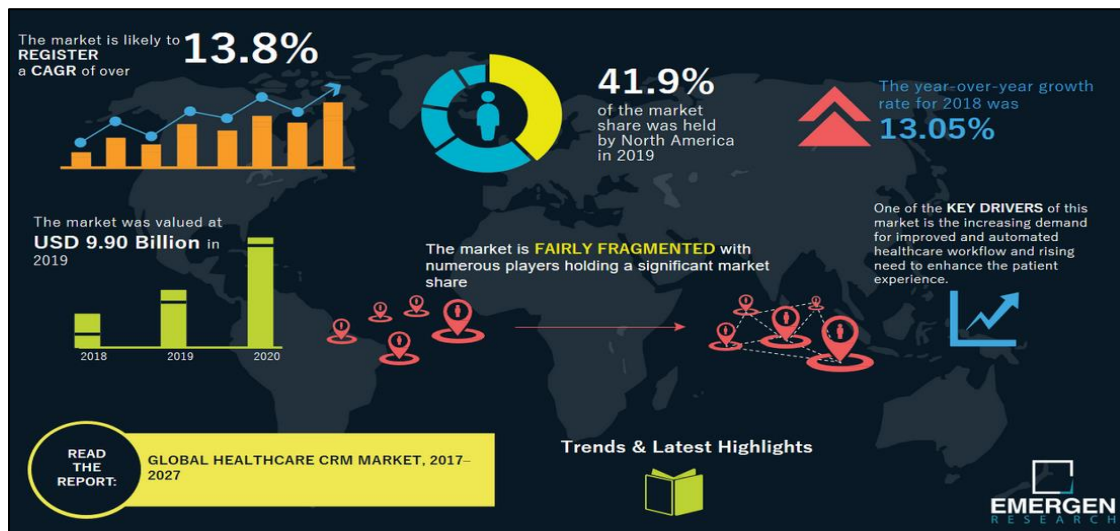 The market is likely to
REGISTER
a CAGR of over
13.8%
41.9%
of the market
share was held
by North America
in 2019
The year-over-year growth
rate for 2018 was
13.05%
The market was valued at
USD 9.90 Billion in
2019
2018
2019
2020
The market is FAIRLY FRAGMENTED with
numerous players holding a significant market
share
One of the KEY DRIVERS of this
market is the increasing demand
for improved and automated
healthcare workflow and rising
need to enhance the patient
experience.
READ
THE
REPORT:
GLOBAL HEALTHCARE CRM MARKET, 2017–
2027
Trends & Latest Highlights
EMERGEN
RESEARCH